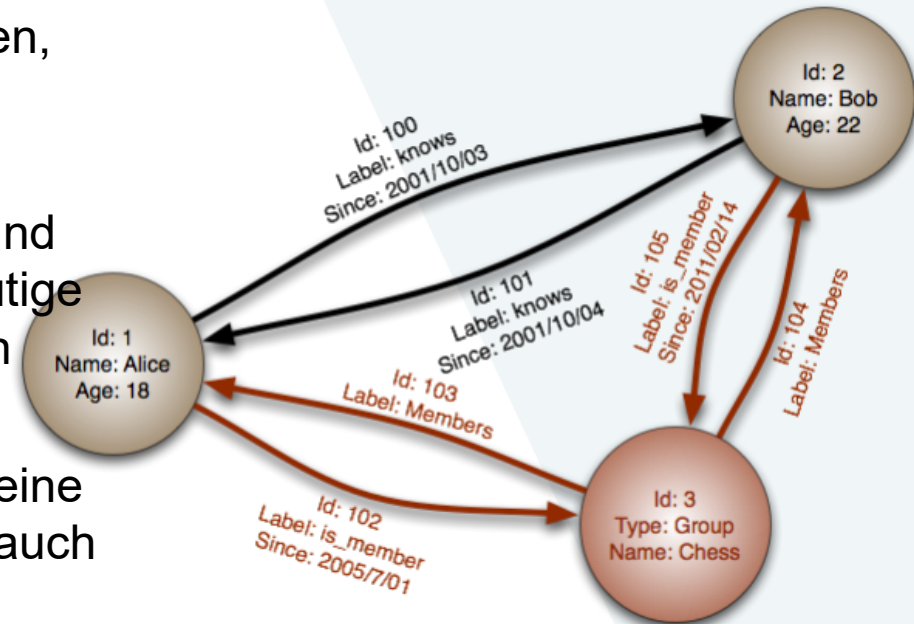 en,
nd
utige
n
eine
auch
Id: 100
Label: knows
Since: 2001/10/03
Id: 2
Name: Bob
Age: 22
Id: 101
Label: knows
Since: 2001/10/04
Id: 105
Label: is_member
Since: 2011/02/14
Id: 104
Label: Members
Id: 1
Name: Alice
Age: 18
Id: 103
Label: Members
Id: 102
Label: is_member
Since: 2005/7/01
Id: 3
Type: Group
Name: Chess